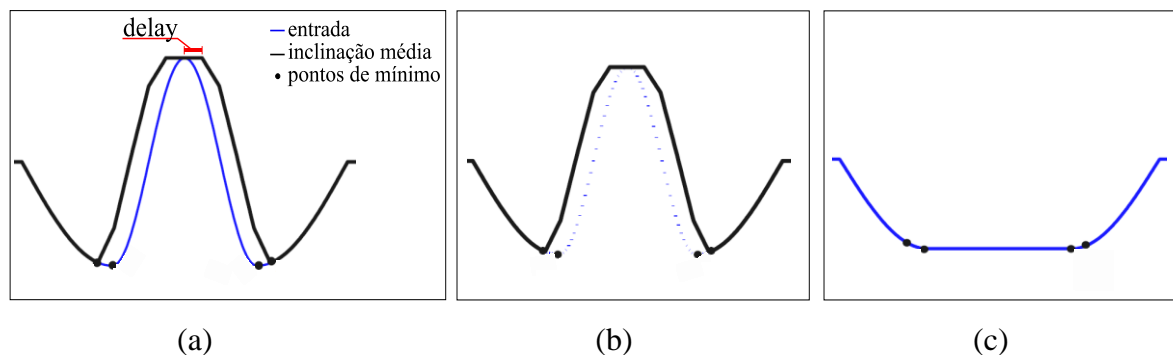 delay
entrada
inclinação média
pontos de mínimo
(a)
(b)
(c)